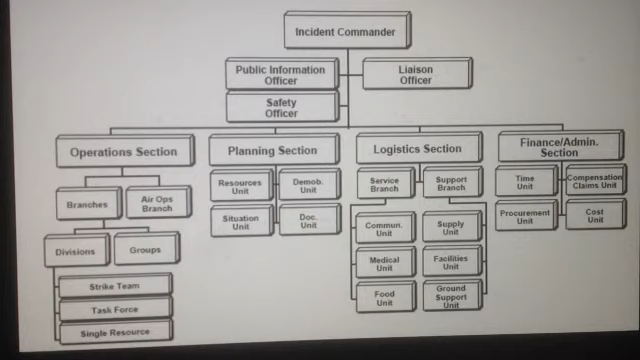 Incident Commander
Public Information
Officer
Liaison
Officer
Safety
Officer
Operations Section
Planning Section
Logistics Section
Finance/Admin.
Section
Branches
Air Ops
Branch
Divisions
Groups
Strike Team
Task Force
Single Resource
Resources
Unit
Demob.
Unit
Situation
Unit
Doc.
Unit
Service
Branch
Support
Branch
Commun.
Unit
Supply
Unit
Medical
Unit
Facilities
Unit
Food
Unit
Ground
Support
Unit
Time
Unit
Compensation
Claims Unit
Procurement
Unit
Cost
Unit